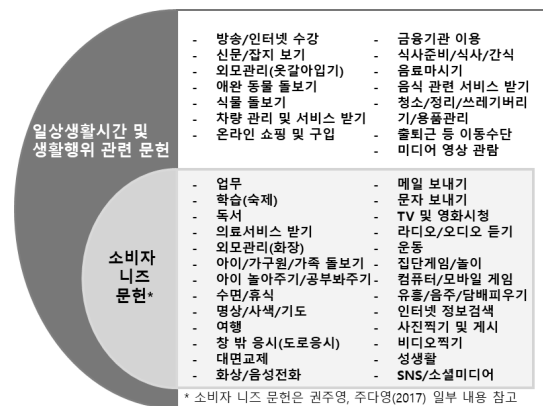 일상생활시간 및
생활행위 관련 문헌
- 방송/인터넷 수강
- 신문/잡지 보기
- 외모관리(옷갈아입기)
- 애완 동물 돌보기
- 식물 돌보기
- 차량 관리 및 서비스 받기
- 온라인 쇼핑 및 구입
- 금융기관 이용
- 식사준비/식사/간식
- 음료마시기
- 음식 관련 서비스 받기
- 청소/정리/쓰레기버리
기/용품관리
- 출퇴근 등 이동수단
- 미디어 영상 관람
소비자
니즈
문헌*
- 업무
- 학습(숙제)
- 독서
- 의료서비스 받기
- 외모관리(화장)
- 아이/가구원/가족 돌보기
- 아이 놀아주기/공부봐주기
- 수면/휴식
- 명상/사색/기도
- 여행
- 창 밖 응시(도로응시)
- 대면교제
- 화상/음성전화
- 메일 보내기
- 문자 보내기
- TV 및 영화시청
- 라디오/오디오 듣기
- 운동
- 집단게임/놀이
- 컴퓨터/모바일 게임
- 유흥/음주/담배피우기
- 인터넷 정보검색
- 사진찍기 및 게시
- 비디오찍기
- 성생활
- SNS/소셜미디어
* 소비자 니즈 문헌은 권주영, 주다영(2017) 일부 내용 참고